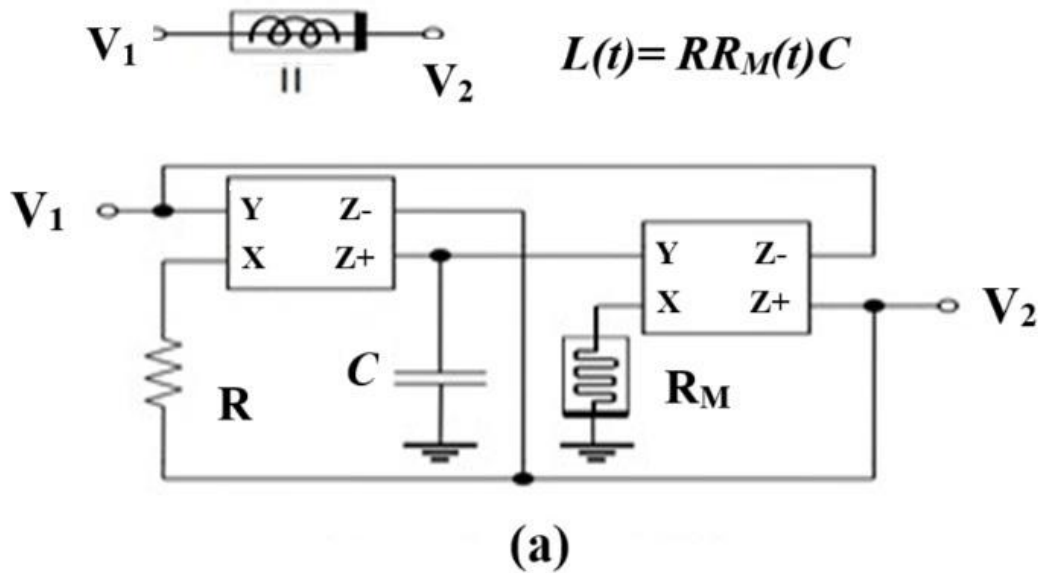 V1 V2 L(t)= RRM(t)C
V1 Y Z- X Z+
Y Z- X Z+ V2
R C RM
(a)